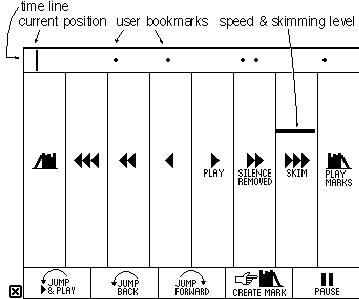 time line
current position user bookmarks speed & skimming level
PLAY SILENCE REMOVED SKIM PLAY MARKS
JUMP & PLAY JUMP BACK JUMP FORWARD CREATE MARK PAUSE